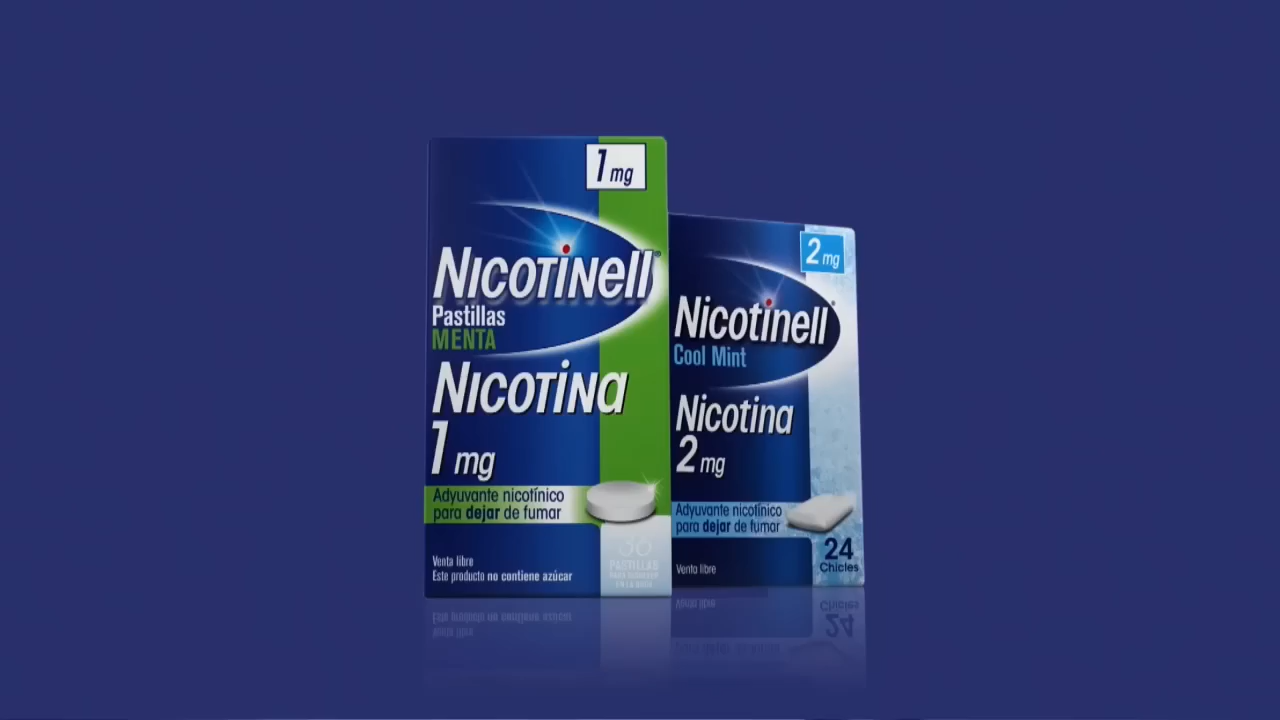 1 mg
Nicotinell
Pastillas
MENTA
Nicotina
1 mg
Adyuvante nicotínico
para dejar de fumar
Venta libre
Este producto no contiene azúcar
36
PASTILLAS
2 mg
Nicotinell
Cool Mint
Nicotina
2 mg
Adyuvante nicotínico
para dejar de fumar
24
Chicles
Venta libre